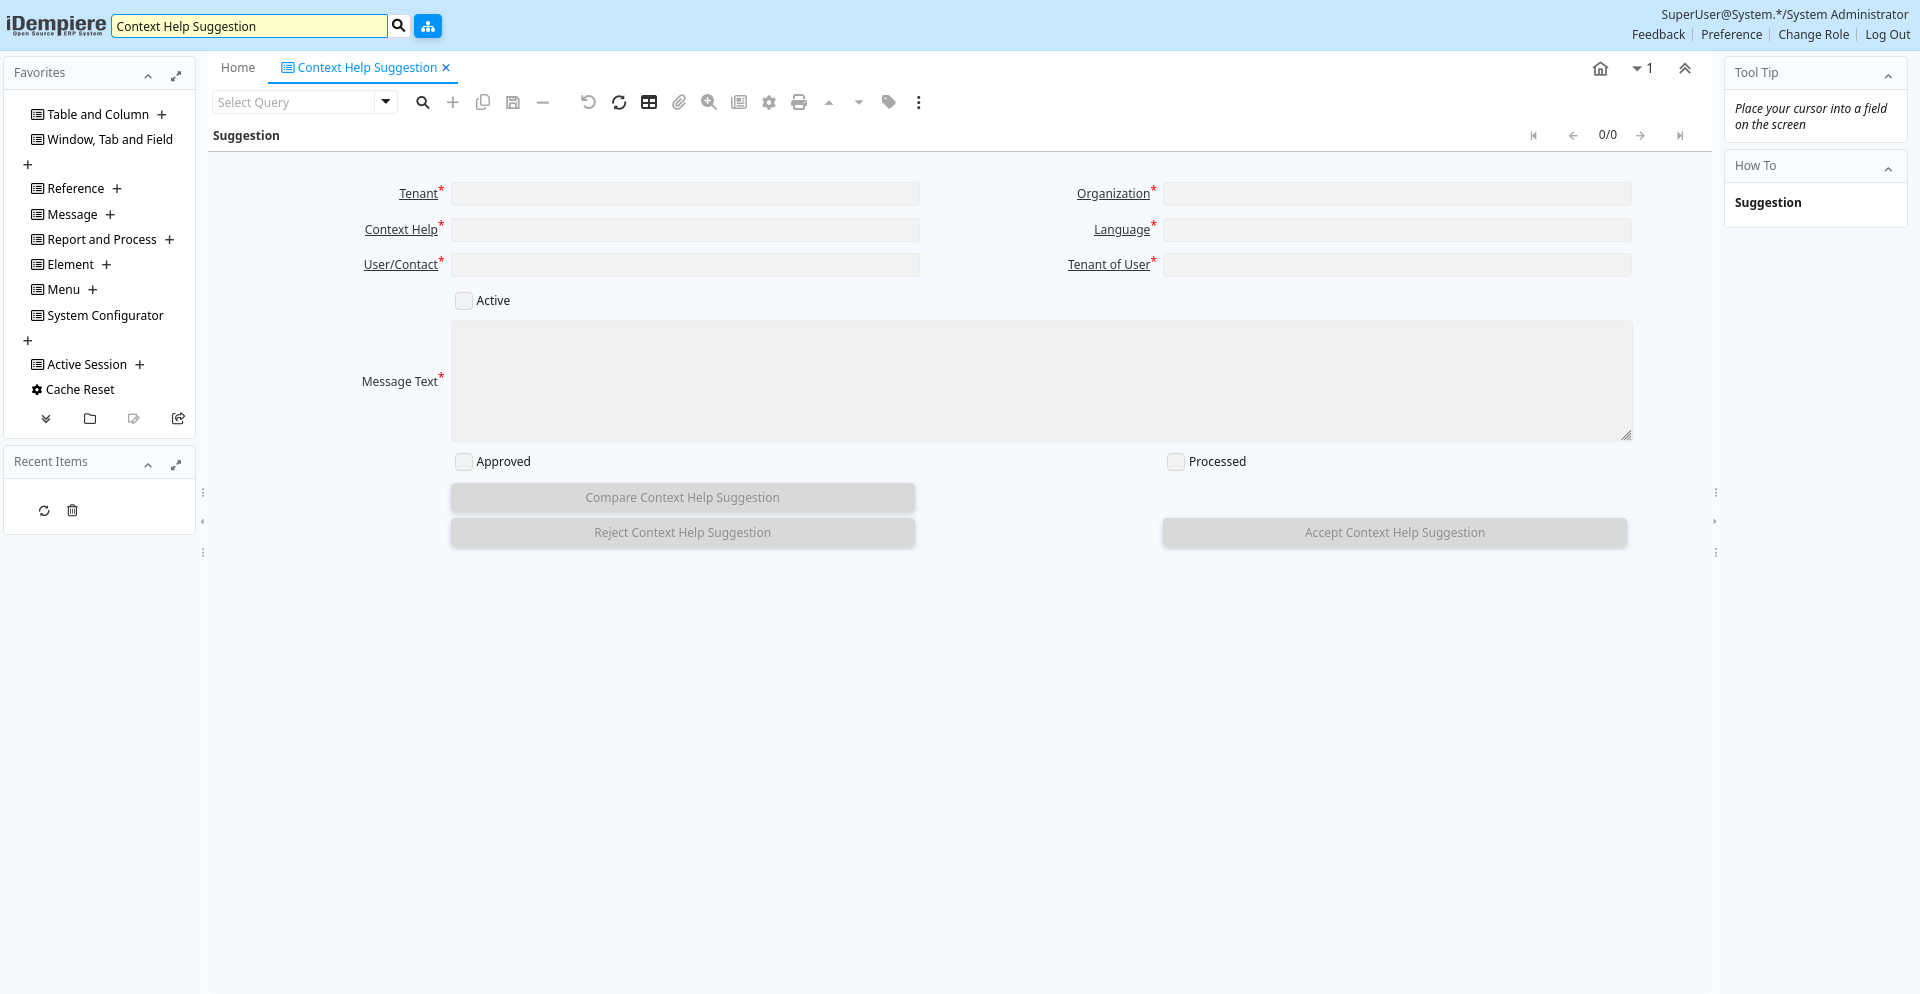 iDempiere
Open Source ERP System
Context Help Suggestion
SuperUser@System.*/System Administrator
Feedback
Preference
Change Role
Log Out
Favorites
Table and Column
Window, Tab and Field
Reference
Message
Report and Process
Element
Menu
System Configurator
Active Session
Cache Reset
Recent Items
Home
Context Help Suggestion
1
Select Query
Suggestion
0/0
Tenant*
Organization*
Context Help*
Language*
User/Contact*
Tenant of User*
Active
Message Text*
Approved
Processed
Compare Context Help Suggestion
Reject Context Help Suggestion
Accept Context Help Suggestion
Tool Tip
Place your cursor into a field
on the screen
How To
Suggestion